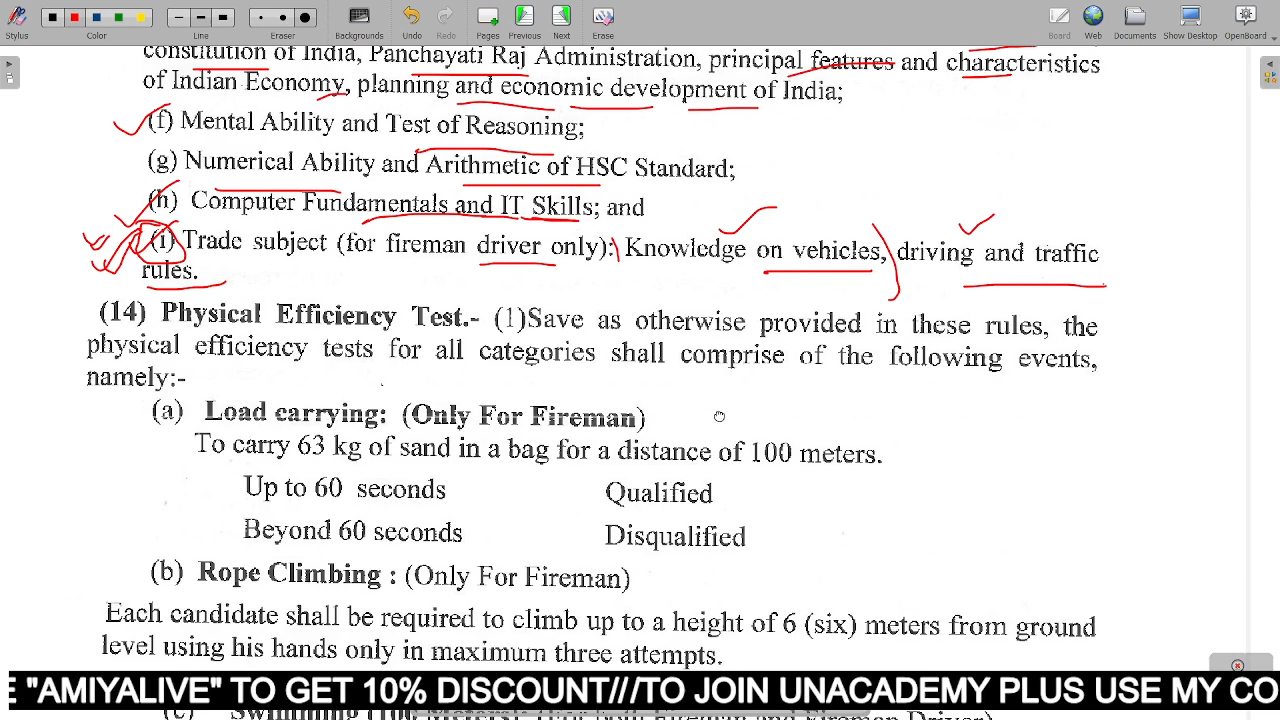 Stylus Color Line Eraser Backgrounds Undo Redo Pages Previous Next Erase Board Web Documents Show Desktop OpenBoard
constitution of India, Panchayati Raj Administration, principal features and characteristics
of Indian Economy, planning and economic development of India;
(f) Mental Ability and Test of Reasoning;
(g) Numerical Ability and Arithmetic of HSC Standard;
(h) Computer Fundamentals and IT Skills; and
(i) Trade subject (for fireman driver only): Knowledge on vehicles, driving and traffic
rules.
(14) Physical Efficiency Test.- (1)Save as otherwise provided in these rules, the
physical efficiency tests for all categories shall comprise of the following events,
namely:-
(a) Load carrying: (Only For Fireman)
To carry 63 kg of sand in a bag for a distance of 100 meters.
Up to 60 seconds Qualified
Beyond 60 seconds Disqualified
(b) Rope Climbing : (Only For Fireman)
Each candidate shall be required to climb up to a height of 6 (six) meters from ground
level using his hands only in maximum three attempts.
E "AMIYALIVE" TO GET 10% DISCOUNT///TO JOIN UNACADEMY PLUS USE MY CO